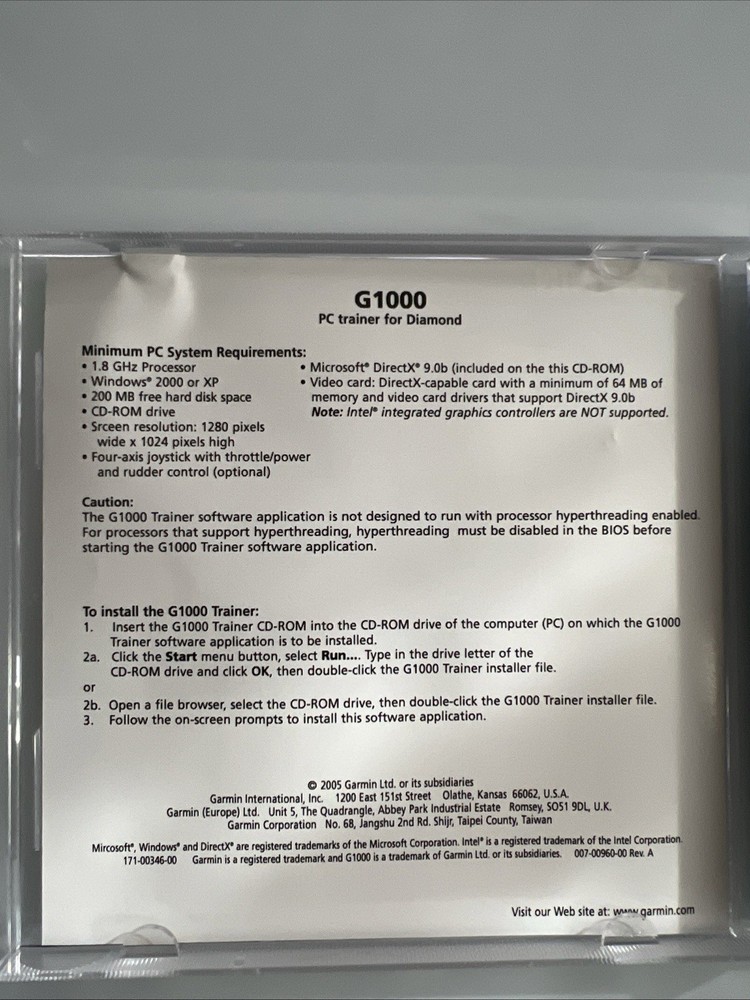 G1000
PC trainer for Diamond
Minimum PC System Requirements:
• 1.8 GHz Processor
• Windows® 2000 or XP
• 200 MB free hard disk space
• CD-ROM drive
• Srceen resolution: 1280 pixels
wide x 1024 pixels high
• Four-axis joystick with throttle/power
and rudder control (optional)
• Microsoft® DirectX® 9.0b (included on the this CD-ROM)
• Video card: DirectX-capable card with a minimum of 64 MB of
memory and video card drivers that support DirectX 9.0b
Note: Intel® integrated graphics controllers are NOT supported.
Caution:
The G1000 Trainer software application is not designed to run with processor hyperthreading enabled.
For processors that support hyperthreading, hyperthreading must be disabled in the BIOS before
starting the G1000 Trainer software application.
To install the G1000 Trainer:
1. Insert the G1000 Trainer CD-ROM into the CD-ROM drive of the computer (PC) on which the G1000
Trainer software application is to be installed.
2a. Click the Start menu button, select Run.... Type in the drive letter of the
CD-ROM drive and click OK, then double-click the G1000 Trainer installer file.
or
2b. Open a file browser, select the CD-ROM drive, then double-click the G1000 Trainer installer file.
3. Follow the on-screen prompts to install this software application.
© 2005 Garmin Ltd. or its subsidiaries
Garmin International, Inc. 1200 East 151st Street Olathe, Kansas 66062, U.S.A.
Garmin (Europe) Ltd. Unit 5, The Quadrangle, Abbey Park Industrial Estate Romsey, SO51 9DL, U.K.
Garmin Corporation No. 68, Jangshu 2nd Rd. Shijr, Taipei County, Taiwan
Mircosoft®, Windows® and DirectX® are registered trademarks of the Microsoft Corporation. Intel® is a registered trademark of the Intel Corporation.
171-00346-00 Garmin is a registered trademark and G1000 is a trademark of Garmin Ltd. or its subsidiaries. 007-00960-00 Rev. A
Visit our Web site at: www.garmin.com